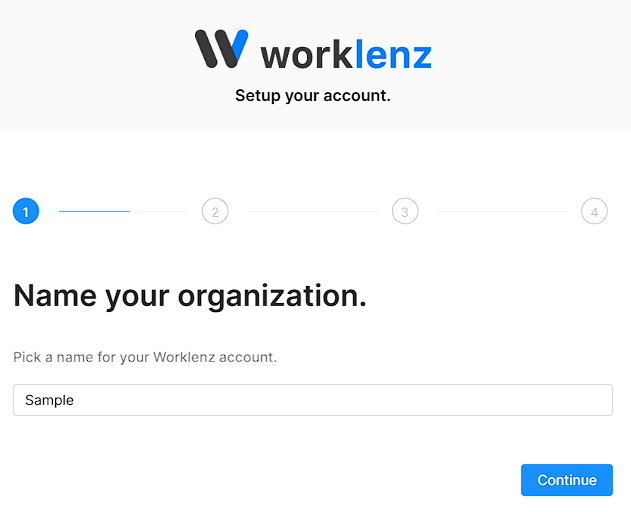 worklenz
Setup your account.
1 2 3 4
Name your organization.
Pick a name for your Worklenz account.
Sample
Continue